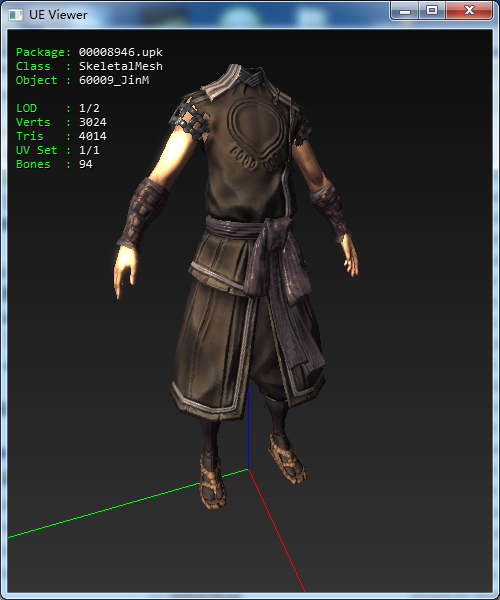 UE Viewer
Package: 00008946.upk
Class : SkeletalMesh
Object : 60009_JinM
LOD : 1/2
Verts : 3024
Tris : 4014
UV Set : 1/1
Bones : 94